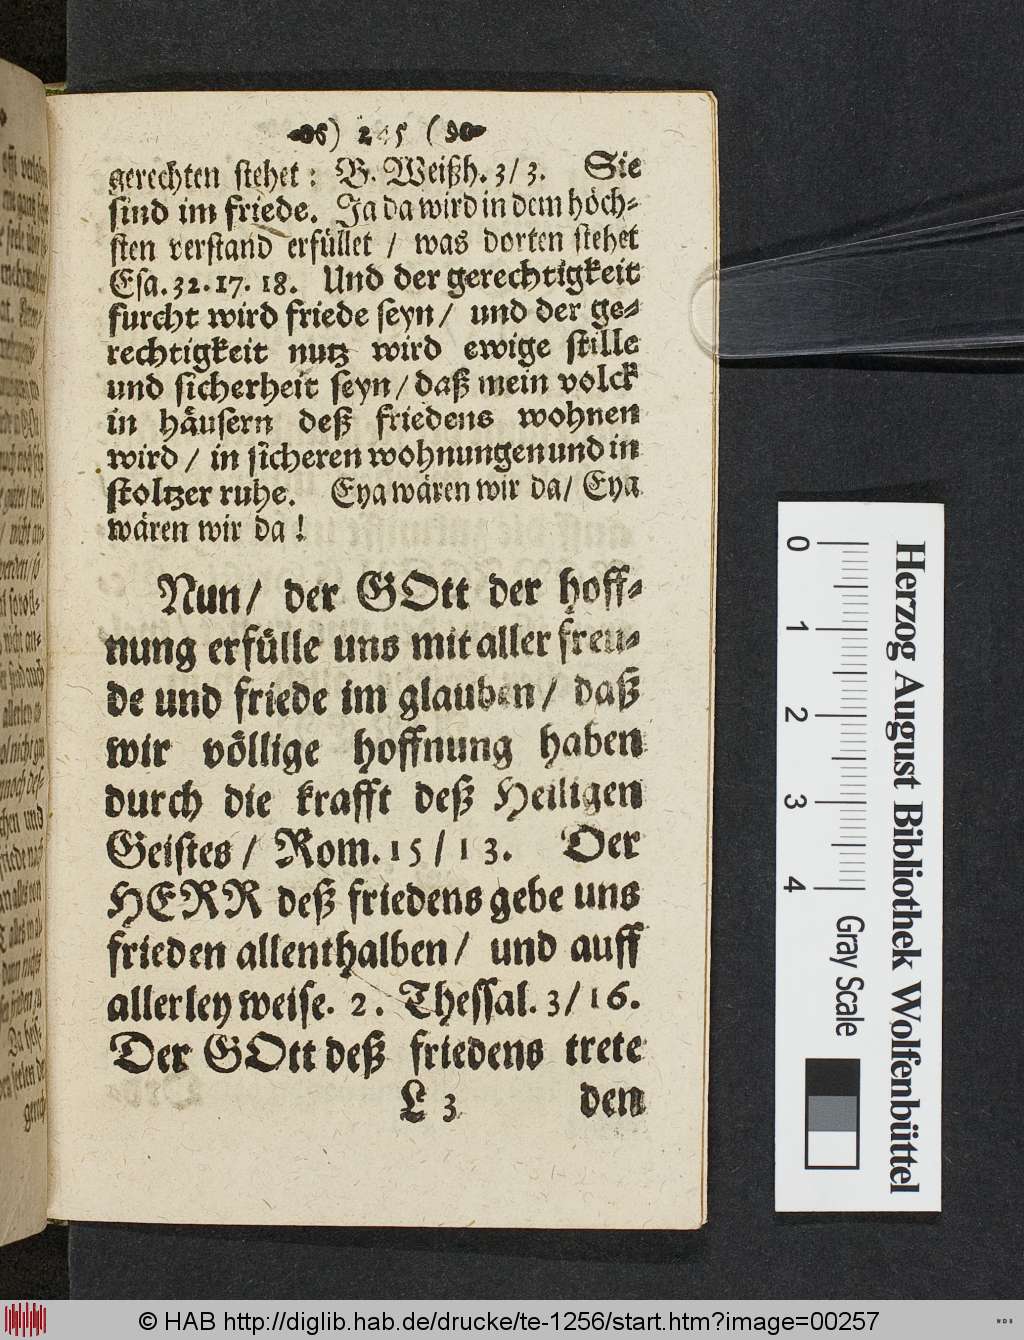 ) 245 (
gerechten stehet: B. Weißh. 3/3. Sie
sind im friede. Ja da wird in dem höch-
sten verstand erfüllet / was dorten stehet
Esa. 32. 17. 18. Und der gerechtigkeit
furcht wird friede seyn / und der ge-
rechtigkeit nutz wird ewige stille
und sicherheit seyn / daß mein volck
in häusern deß friedens wohnen
wird / in sicheren wohnungen und in
stoltzer ruhe. Eya wären wir da / Eya
wären wir da!
Nun / der GOtt der hoff-
nung erfülle uns mit aller freu-
de und friede im glauben / daß
wir völlige hoffnung haben
durch die krafft deß Heiligen
Geistes / Rom. 15 / 13. Der
HERR deß friedens gebe uns
frieden allenthalben / und auff
allerley weise. 2. Thessal. 3/16.
Der GOtt deß friedens trete
L 3 den
Herzog August Bibliothek Wolfenbüttel
0 1 2 3 4 Gray Scale
© HAB http://diglib.hab.de/drucke/te-1256/start.htm?image=00257